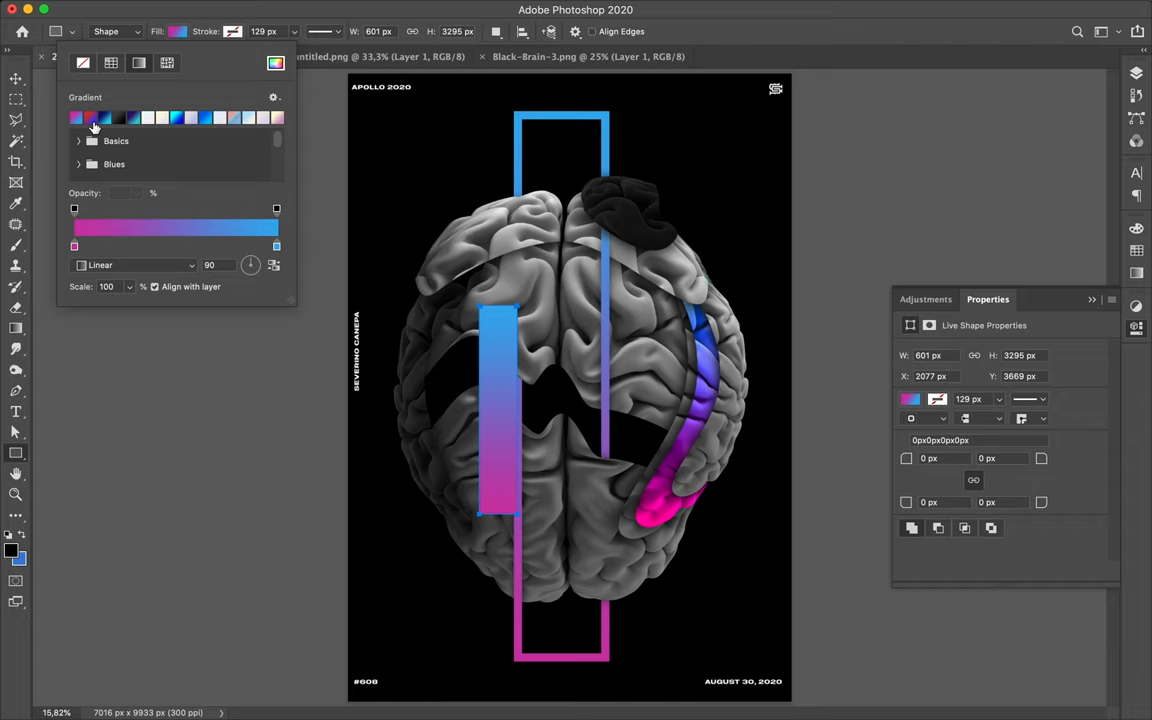 Adobe Photoshop 2020
Shape
Fill:
Stroke:
129 px
W: 601 px
H: 3295 px
Align Edges
2
ntitled.png @ 33,3% (Layer 1, RGB/8)
Black-Brain-3.png @ 25% (Layer 1, RGB/8)
Gradient
Basics
Blues
Opacity:
%
Linear
90
Scale: 100 % Align with layer
APOLLO 2020
SEVERINO CANEPA
#608
AUGUST 30, 2020
Adjustments
Properties
Live Shape Properties
W: 601 px
H: 3295 px
X: 2077 px
Y: 3669 px
129 px
0px0px0px0px
0 px
0 px
0 px
0 px
15,82%
7016 px x 9933 px (300 ppi)